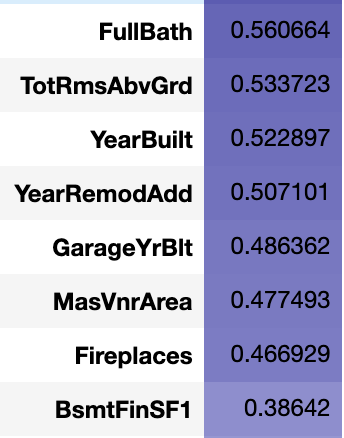 FullBath 0.560664
TotRmsAbvGrd 0.533723
YearBuilt 0.522897
YearRemodAdd 0.507101
GarageYrBlt 0.486362
MasVnrArea 0.477493
Fireplaces 0.466929
BsmtFinSF1 0.38642